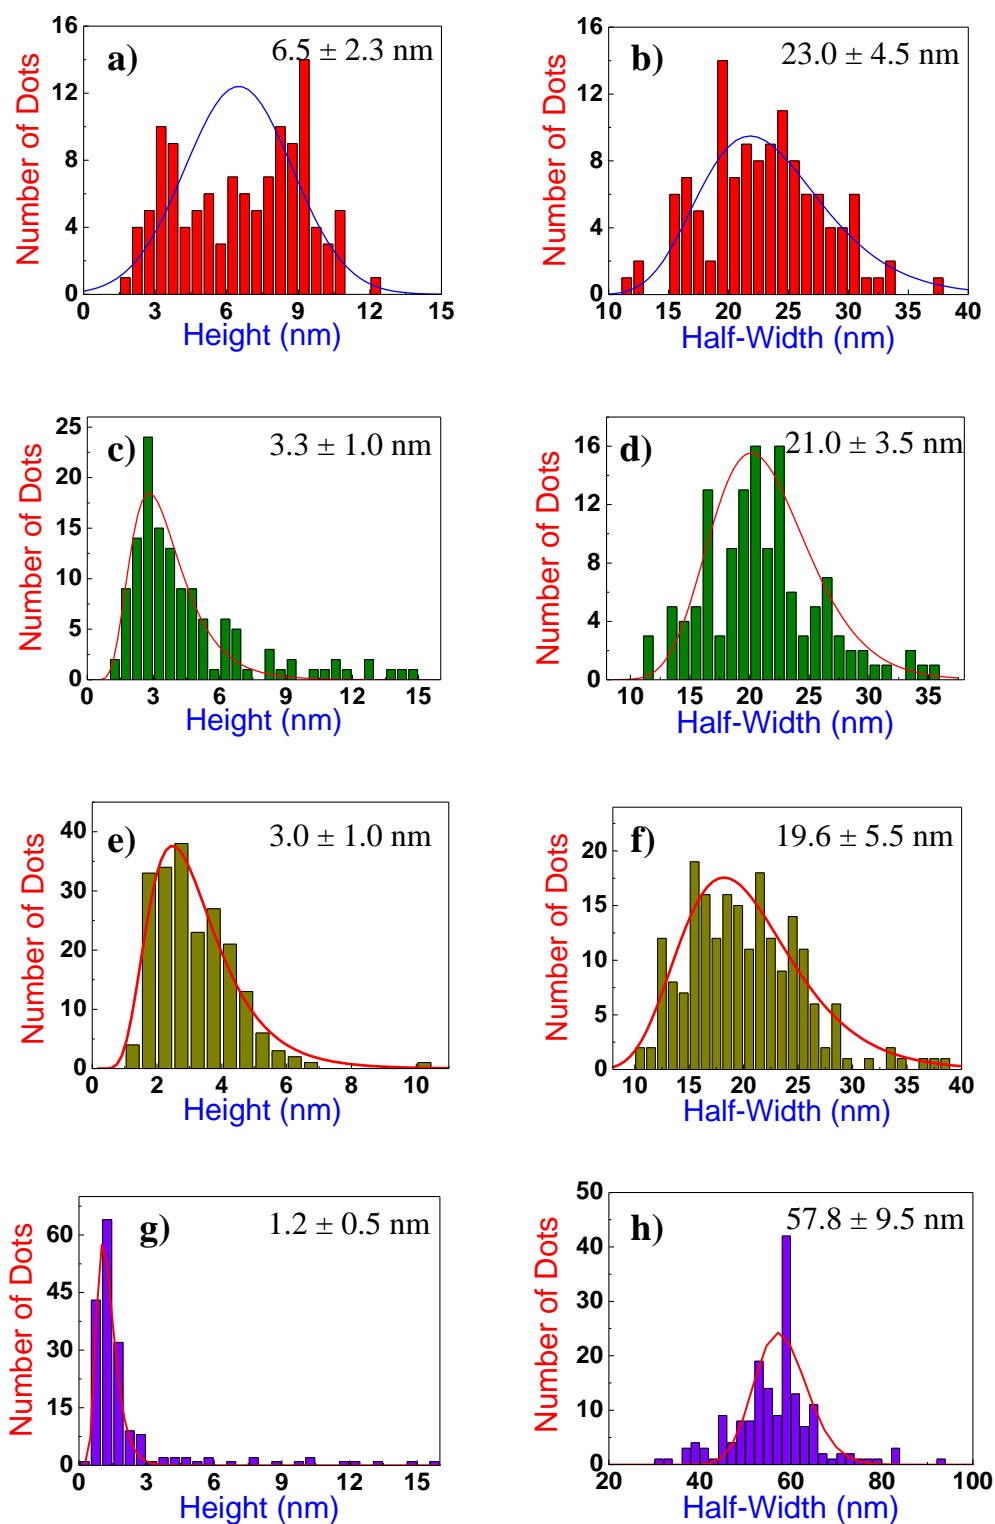 a)
6.5 ± 2.3 nm
Number of Dots
16
12
8
4
0
0 3 6 9 12 15
Height (nm)
b)
23.0 ± 4.5 nm
Number of Dots
16
12
8
4
0
10 15 20 25 30 35 40
Half-Width (nm)
c)
3.3 ± 1.0 nm
Number of Dots
25
20
15
10
5
0
0 3 6 9 12 15
Height (nm)
d)
21.0 ± 3.5 nm
Number of Dots
16
12
8
4
0
10 15 20 25 30 35
Half-Width (nm)
e)
3.0 ± 1.0 nm
Number of Dots
40
30
20
10
0
0 2 4 6 8 10
Height (nm)
f)
19.6 ± 5.5 nm
Number of Dots
20
15
10
5
0
10 15 20 25 30 35 40
Half-Width (nm)
g)
1.2 ± 0.5 nm
Number of Dots
60
45
30
15
0
0 3 6 9 12 15
Height (nm)
h)
57.8 ± 9.5 nm
Number of Dots
50
40
30
20
10
0
20 40 60 80 100
Half-Width (nm)